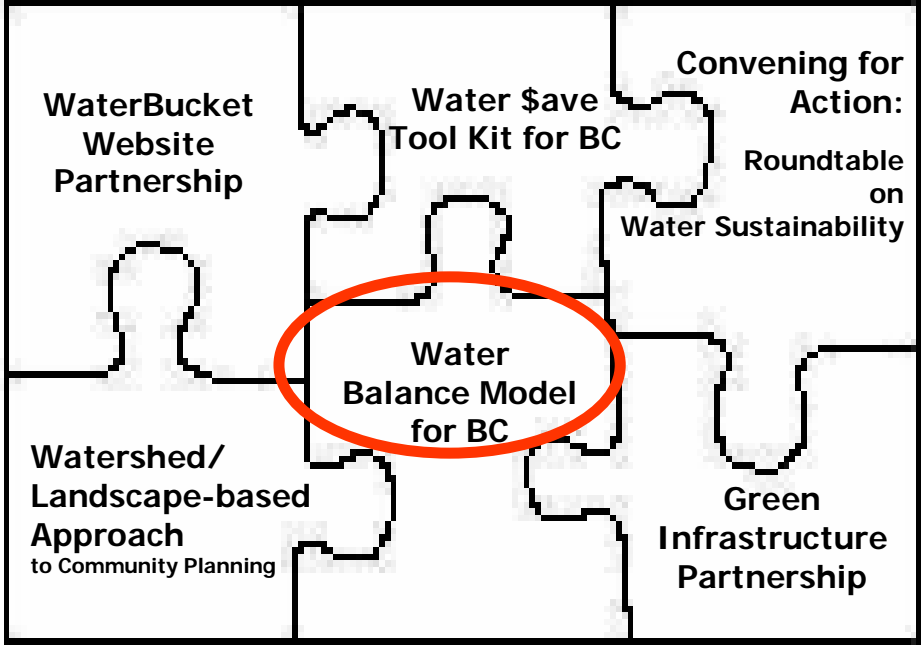 WaterBucket
Website
Partnership
Water $ave
Tool Kit for BC
Convening for
Action:
Roundtable
on
Water Sustainability
Watershed/
Landscape-based
Approach
to Community Planning
Water
Balance Model
for BC
Green
Infrastructure
Partnership